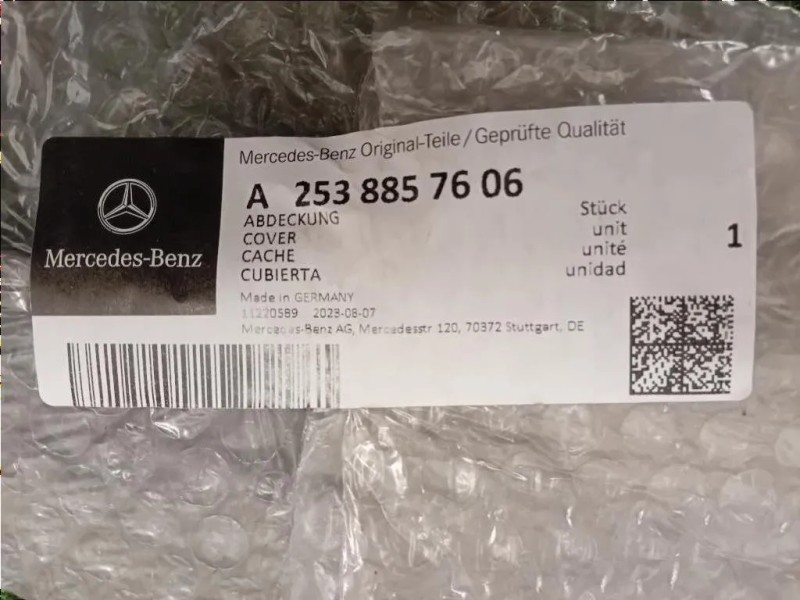 Mercedes-Benz Original-Teile / Geprüfte Qualität
A 253 885 76 06
ABDECKUNG Stück
COVER unit
CACHE unité
CUBIERTA unidad
1
Mercedes-Benz
Made in GERMANY
11220589 2023-08-07
Mercedes-Benz AG, Mercedesstr 120, 70372 Stuttgart, DE